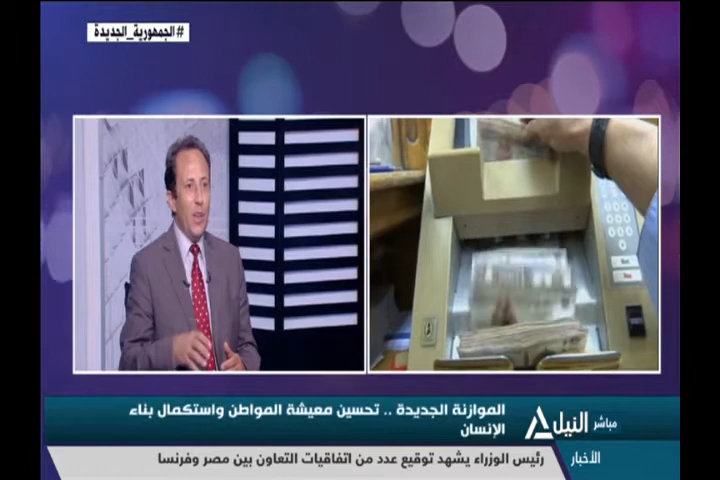 #الجمهورية_الجديدة
الموازنة الجديدة .. تحسين معيشة المواطن واستكمال بناء
الإنسان
النيل مباشر
الأخبار
رئيس الوزراء يشهد توقيع عدد من اتفاقيات التعاون بين مصر وفرنسا